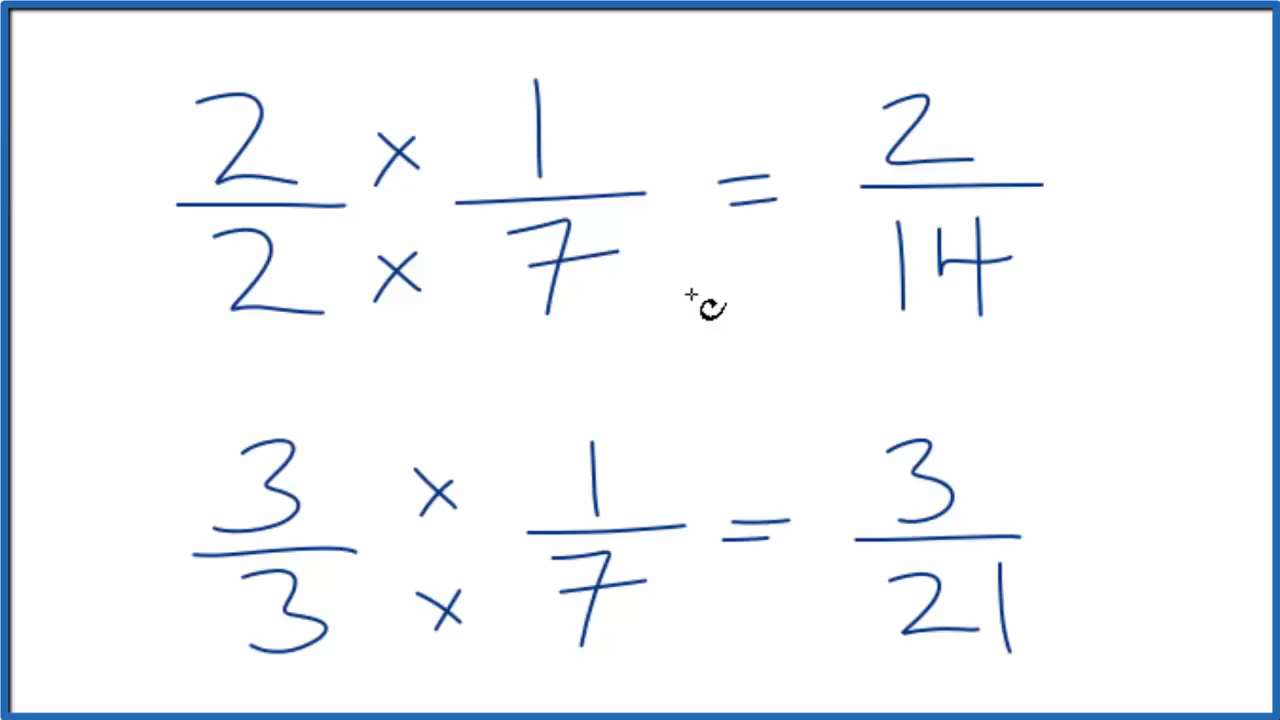 2/2 × 1/7 = 2/14
3/3 × 1/7 = 3/21